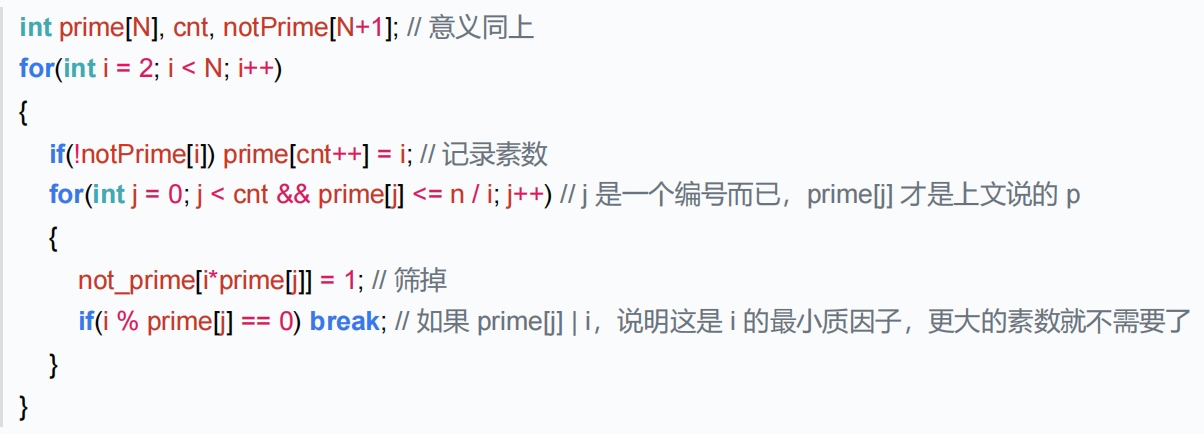 int prime[N], cnt, notPrime[N+1]; // 意义同上
for(int i = 2; i < N; i++)
{
if(!notPrime[i]) prime[cnt++] = i; // 记录素数
for(int j = 0; j < cnt && prime[j] <= n / i; j++) // j 是一个编号而已，prime[j] 才是上文说的 p
{
not_prime[i*prime[j]] = 1; // 筛掉
if(i % prime[j] == 0) break; // 如果 prime[j] | i，说明这是 i 的最小质因子，更大的素数就不需要了
}
}